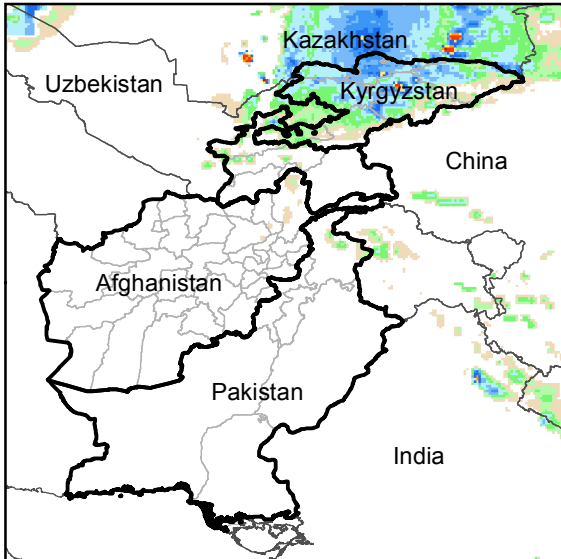 Kazakhstan
Uzbekistan
Kyrgyzstan
China
Afghanistan
Pakistan
India